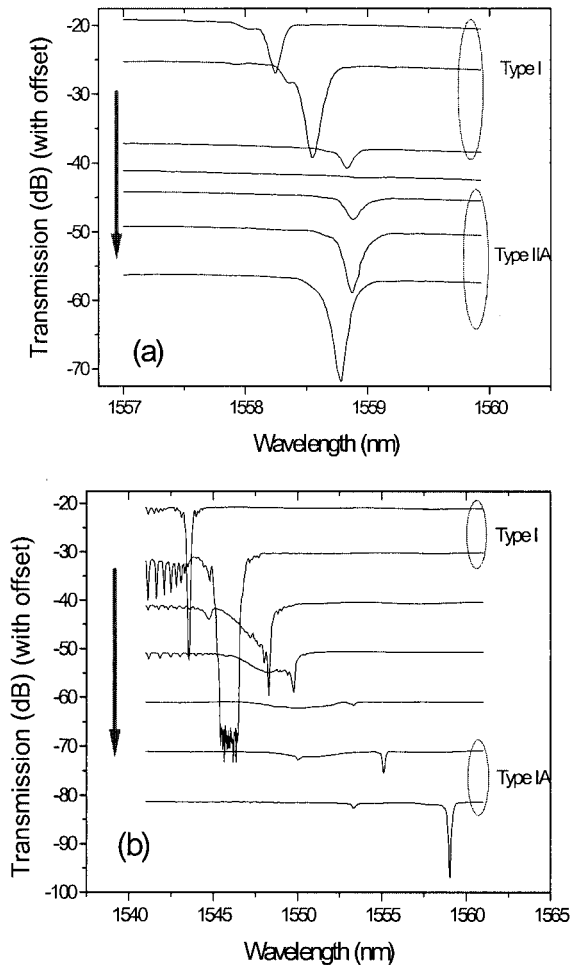 Transmission (dB) (with offset)
-20
-30
-40
-50
-60
-70
Type I
Type IIA
(a)
1557
1558
1559
1560
Wavelength (nm)
Transmission (dB) (with offset)
-20
-30
-40
-50
-60
-70
-80
-90
-100
Type I
Type IA
(b)
1540
1545
1550
1555
1560
1565
Wavelength (nm)